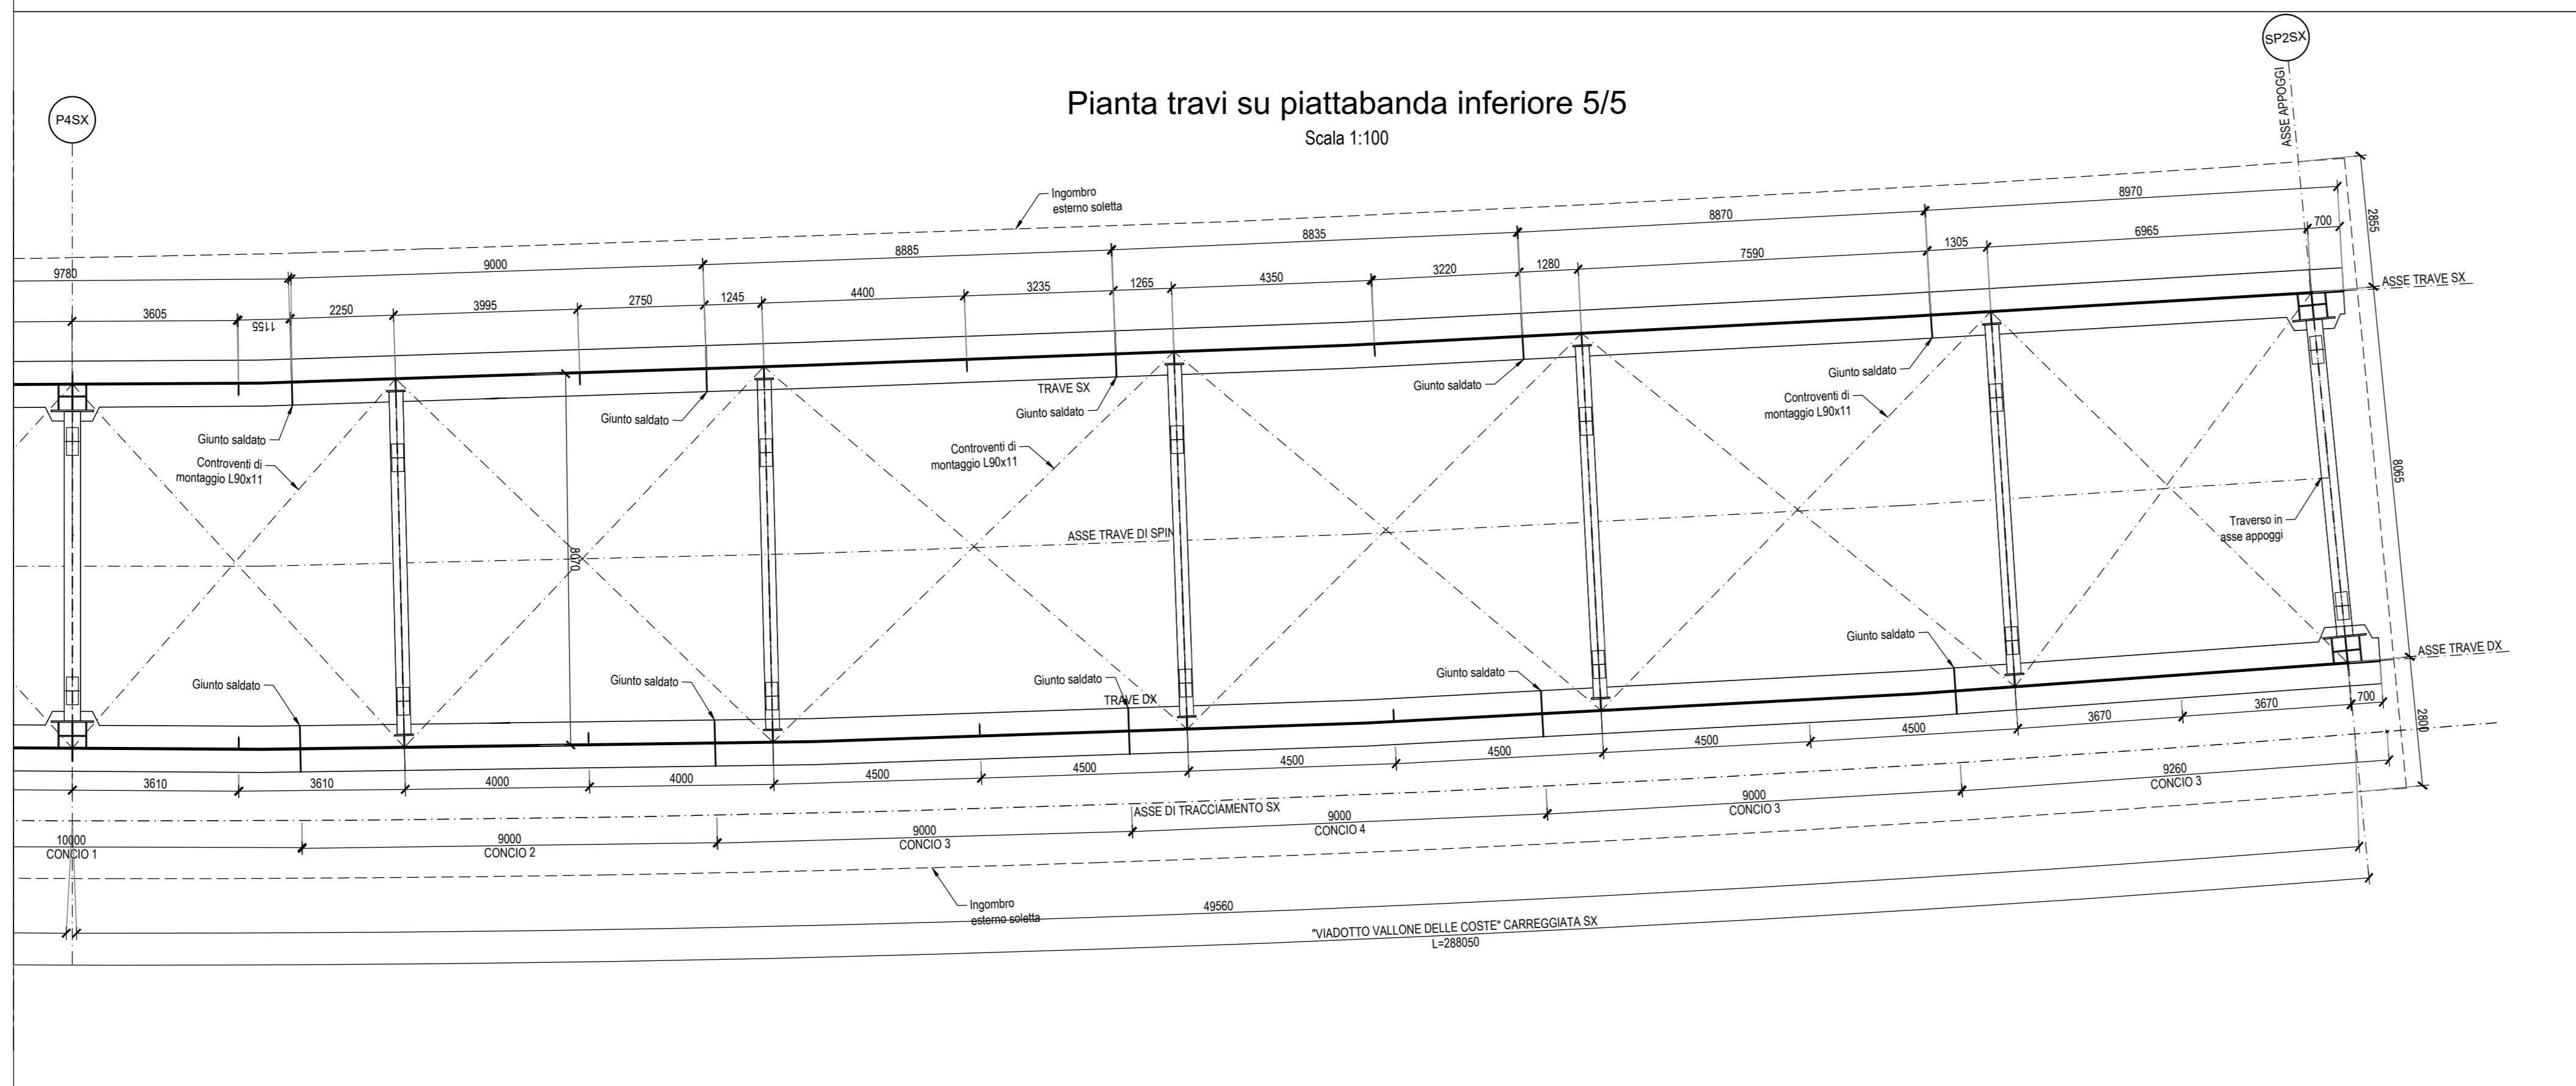 SP2SX
ASSE APPOGGI
P4SX
Pianta travi su piattabanda inferiore 5/5
Scala 1:100
Ingombro
esterno soletta
9780
9000
8885
8835
8870
8970
2855
3605
1155
2250
3995
2750
1245
4400
3235
1265
4350
3220
1280
7590
1305
6965
700
ASSE TRAVE SX
TRAVE SX
Giunto saldato
Giunto saldato
Giunto saldato
Giunto saldato
Giunto saldato
Controventi di
montaggio L90x11
Controventi di
montaggio L90x11
Controventi di
montaggio L90x11
8070
ASSE TRAVE DI SPIN
8065
Traverso in
asse appoggi
Giunto saldato
Giunto saldato
Giunto saldato
Giunto saldato
Giunto saldato
TRAVE DX
ASSE TRAVE DX
3610
3610
4000
4000
4500
4500
4500
4500
4500
4500
3670
3670
700
2800
ASSE DI TRACCIAMENTO SX
10000
CONCIO 1
9000
CONCIO 2
9000
CONCIO 3
9000
CONCIO 4
9000
CONCIO 3
9260
CONCIO 3
Ingombro
esterno soletta
49560
"VIADOTTO VALLONE DELLE COSTE" CARREGGIATA SX
L=288050